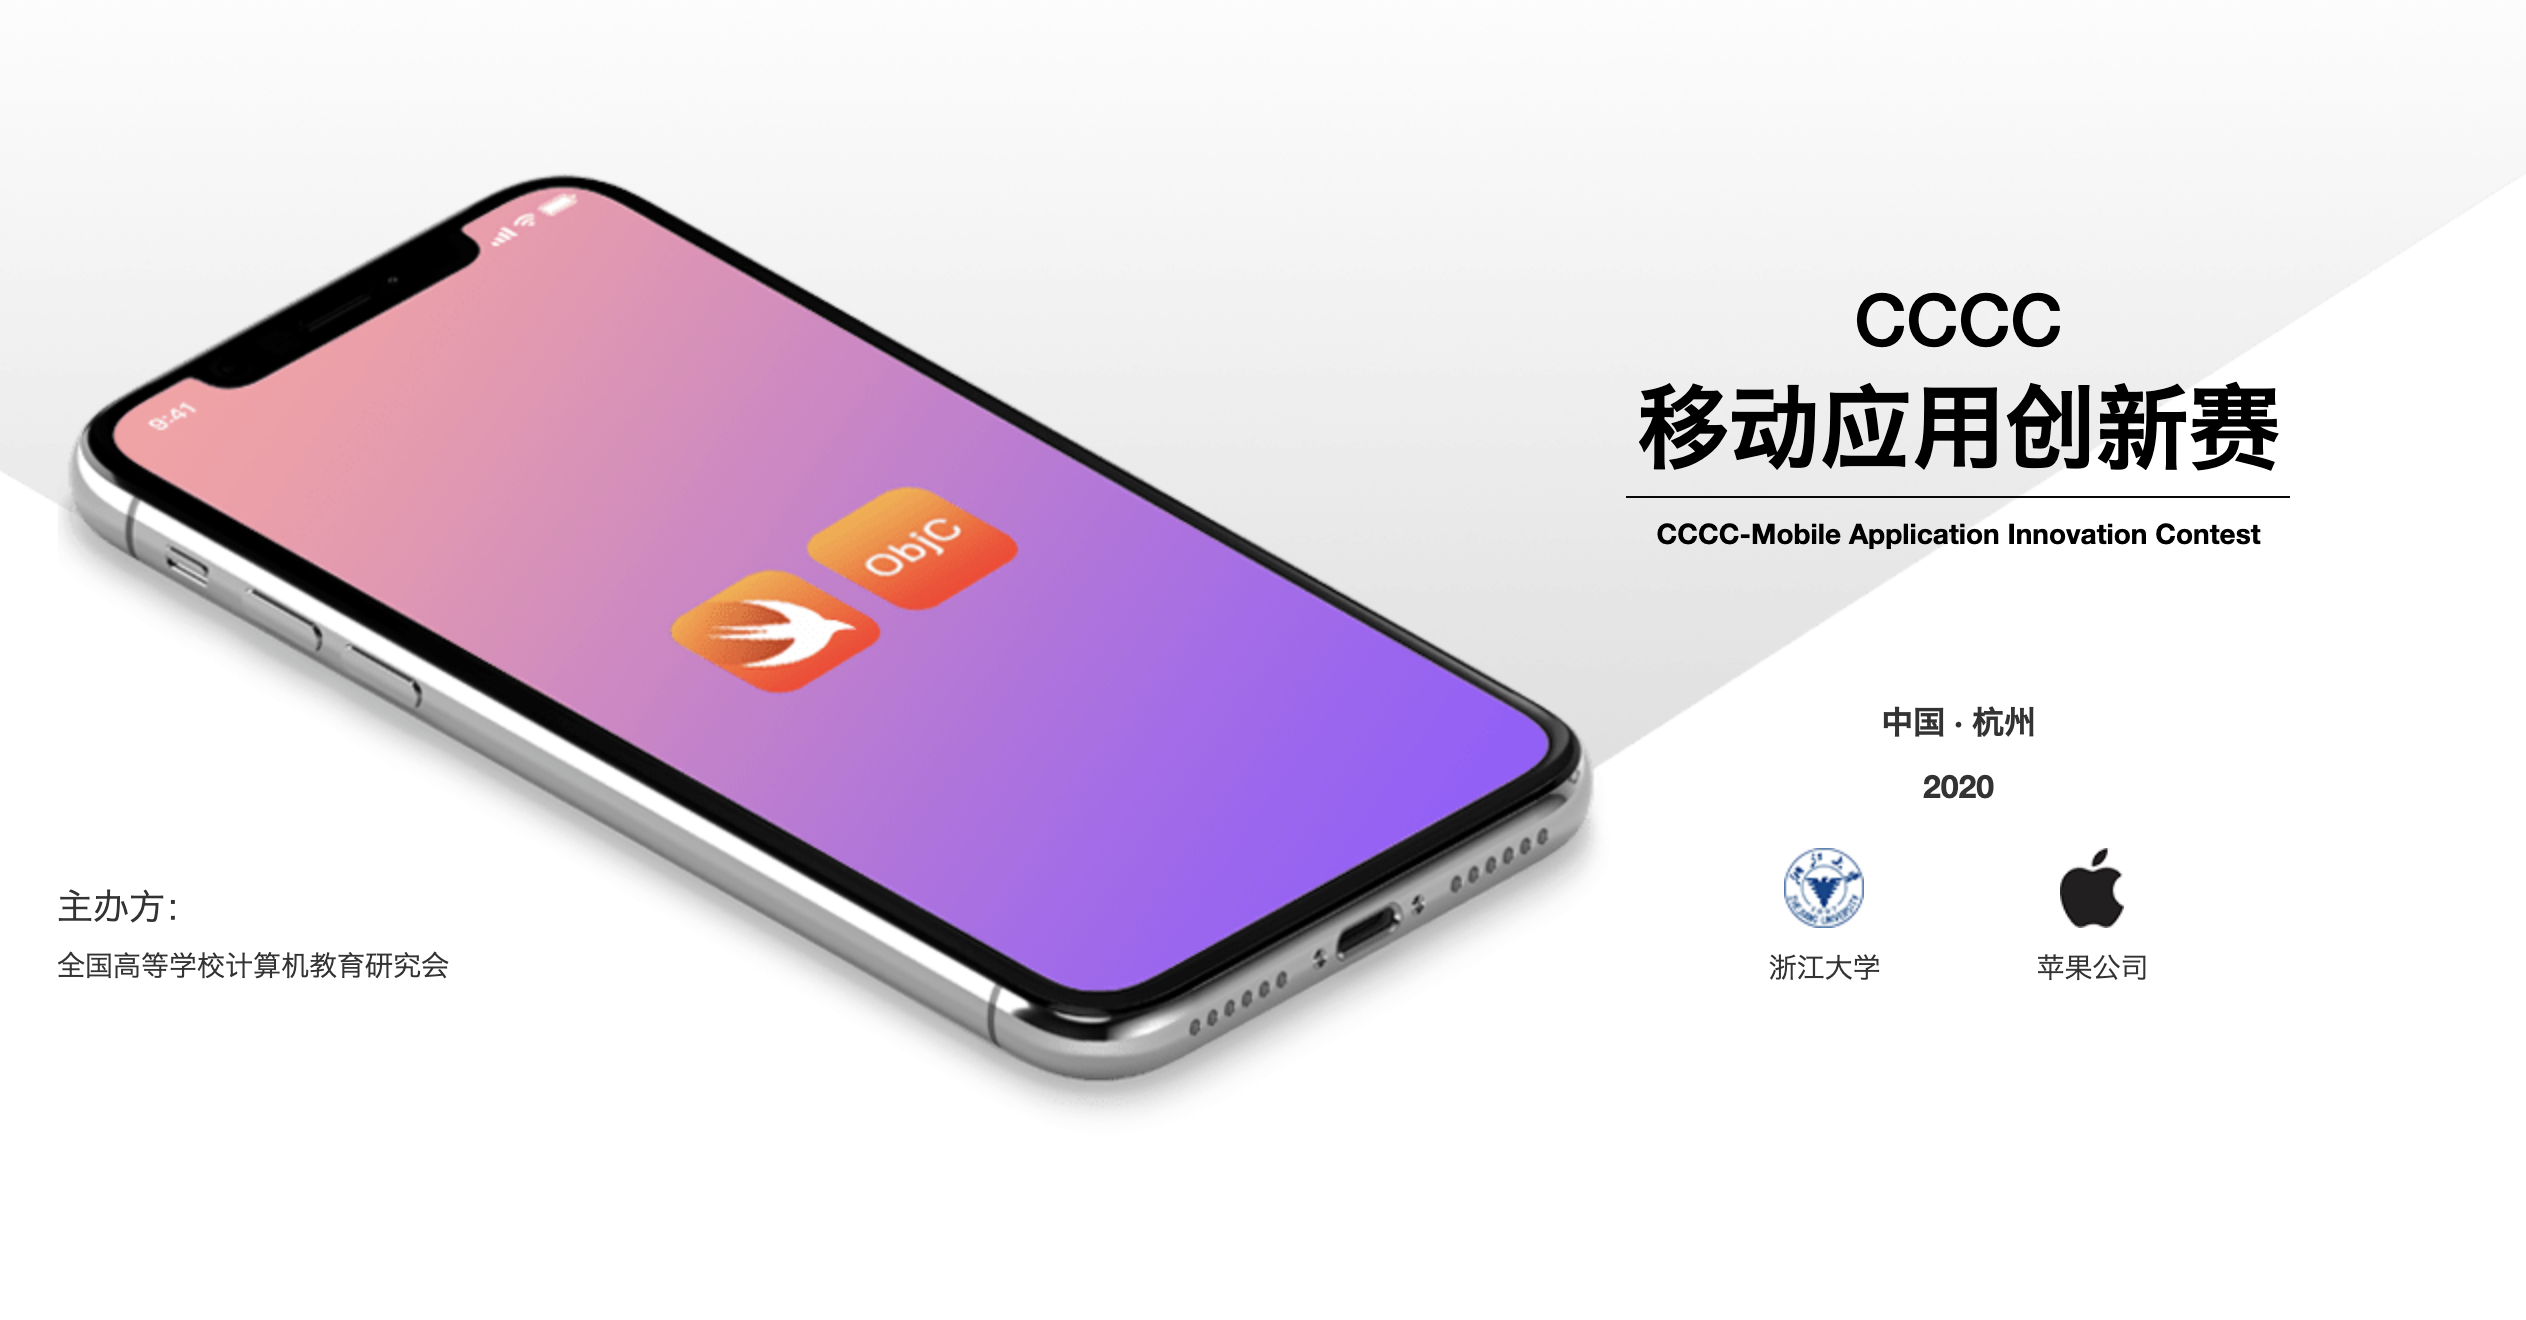 9:41
ObjC
CCCC
移动应用创新赛
CCCC-Mobile Application Innovation Contest
中国 · 杭州
2020
ZHEJIANG UNIVERSITY
浙江大学
苹果公司
主办方：
全国高等学校计算机教育研究会